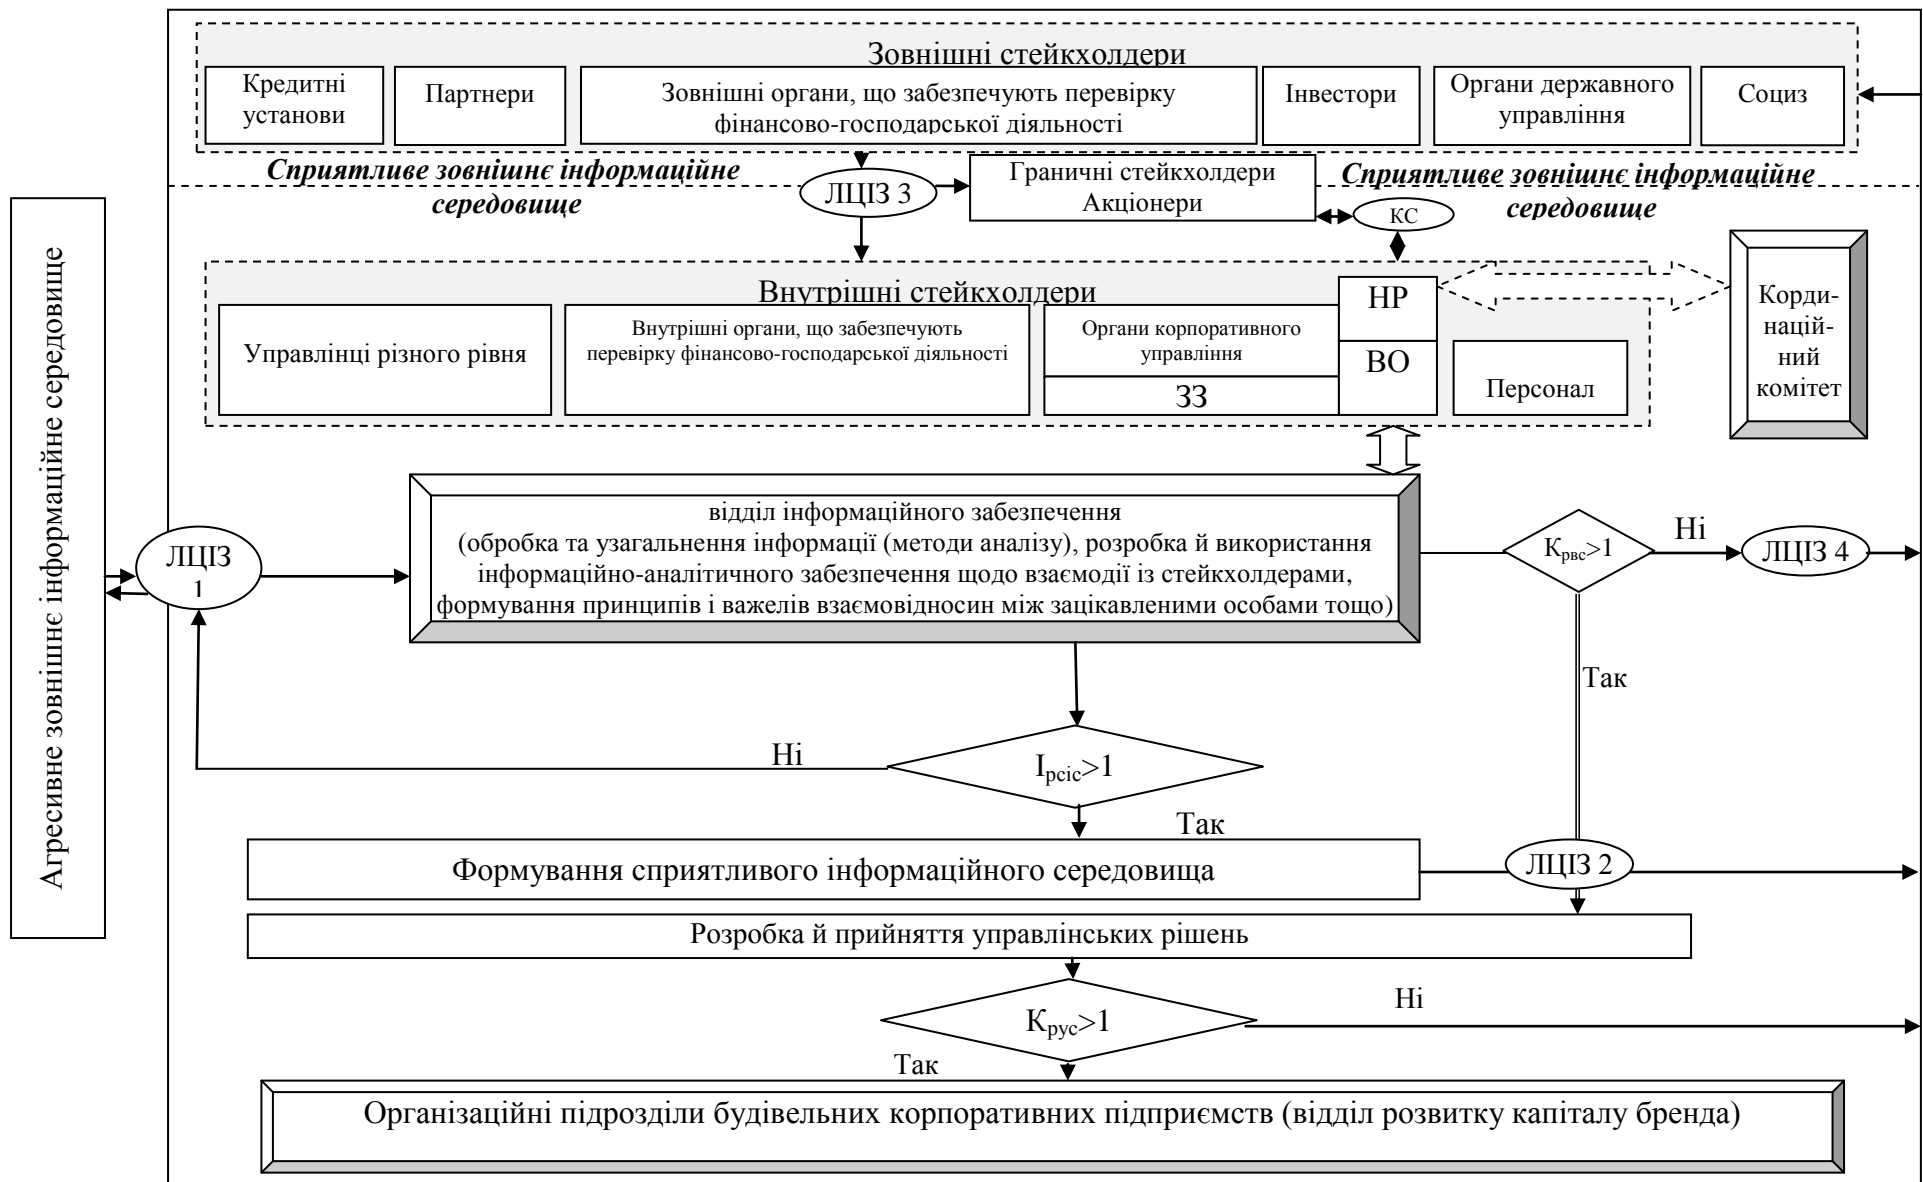 Зовнішні стейкхолдери
Кредитні
установи
Партнери
Зовнішні органи, що забезпечують перевірку
фінансово-господарської діяльності
Інвестори
Органи державного
управління
Социз
Сприятливе зовнішнє інформаційне
середовище
ЛЦІЗ 3
Граничні стейкхолдери
Акціонери
Сприятливе зовнішнє інформаційне
середовище
КС
Агресивне зовнішнє інформаційне середовище
Внутрішні стейкхолдери
Управлінці різного рівня
Внутрішні органи, що забезпечують
перевірку фінансово-господарської діяльності
Органи корпоративного
управління
ЗЗ
НР
ВО
Персонал
Корди-
націй-
ний
комітет
ЛЦІЗ
1
відділ інформаційного забезпечення
(обробка та узагальнення інформації (методи аналізу), розробка й використання
інформаційно-аналітичного забезпечення щодо взаємодії із стейкхолдерами,
формування принципів і важелів взаємовідносин між зацікавленими особами тощо)
Крвс>1
Ні
ЛЦІЗ 4
Так
Ні
Ірсіс>1
Так
Формування сприятливого інформаційного середовища
ЛЦІЗ 2
Розробка й прийняття управлінських рішень
Крус>1
Ні
Так
Організаційні підрозділи будівельних корпоративних підприємств (відділ розвитку капіталу бренда)